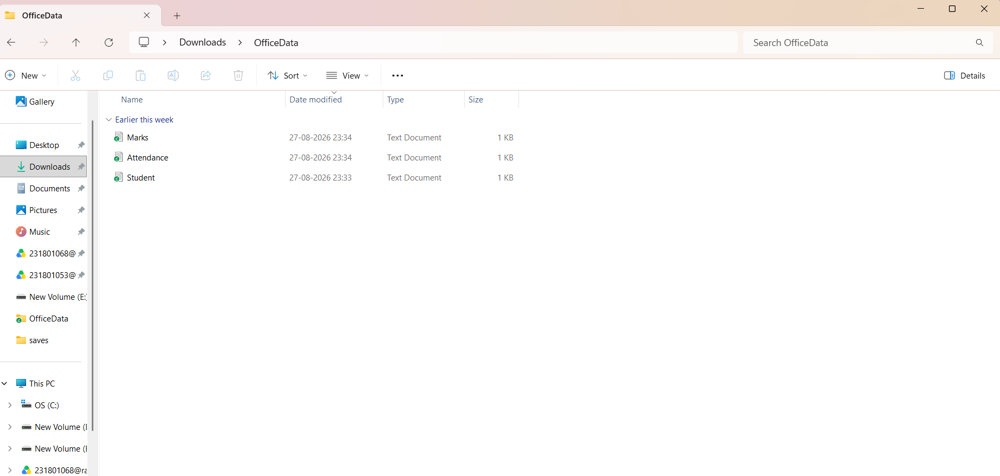 OfficeData
Downloads
OfficeData
Search OfficeData
New
Sort
View
Details
Gallery
Desktop
Downloads
Documents
Pictures
Music
231801068@
231801053@
New Volume (E:)
OfficeData
saves
This PC
OS (C:)
New Volume (
New Volume (
231801068@ra
Name Date modified Type Size
Earlier this week
Marks 27-08-2026 23:34 Text Document 1 KB
Attendance 27-08-2026 23:34 Text Document 1 KB
Student 27-08-2026 23:33 Text Document 1 KB